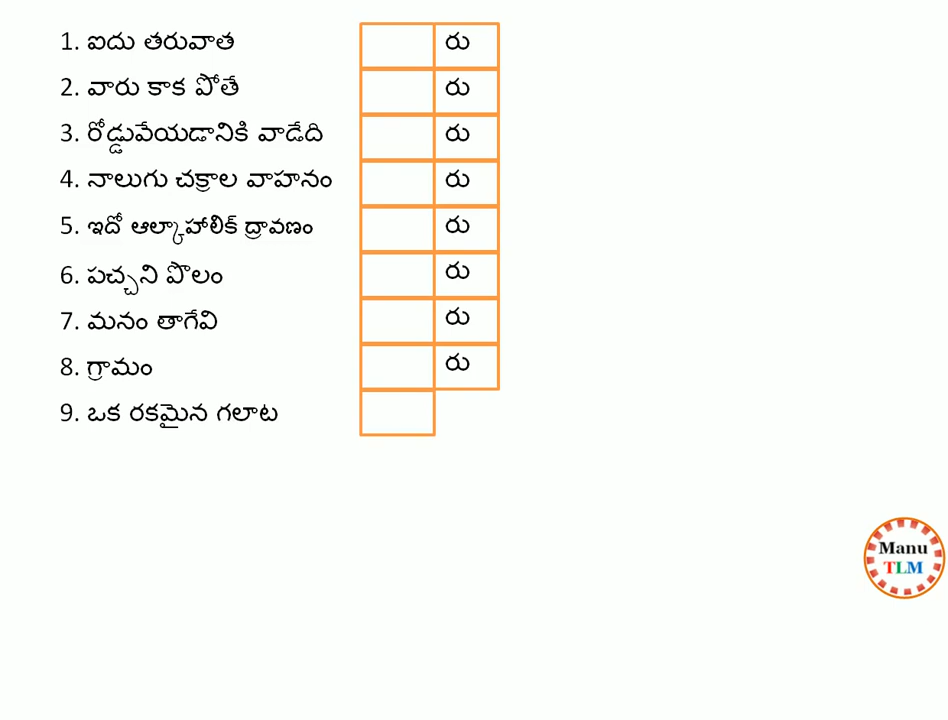 1. ఐదు తరువాత రు
2. వారు కాక పోతే రు
3. రోడ్డువేయడానికి వాడేది రు
4. నాలుగు చక్రాల వాహనం రు
5. ఇదో ఆల్కాహాలిక్ ద్రావణం రు
6. పచ్చని పొలం రు
7. మనం తాగేవి రు
8. గ్రామం రు
9. ఒక రకమైన గలాట
Manu
TLM